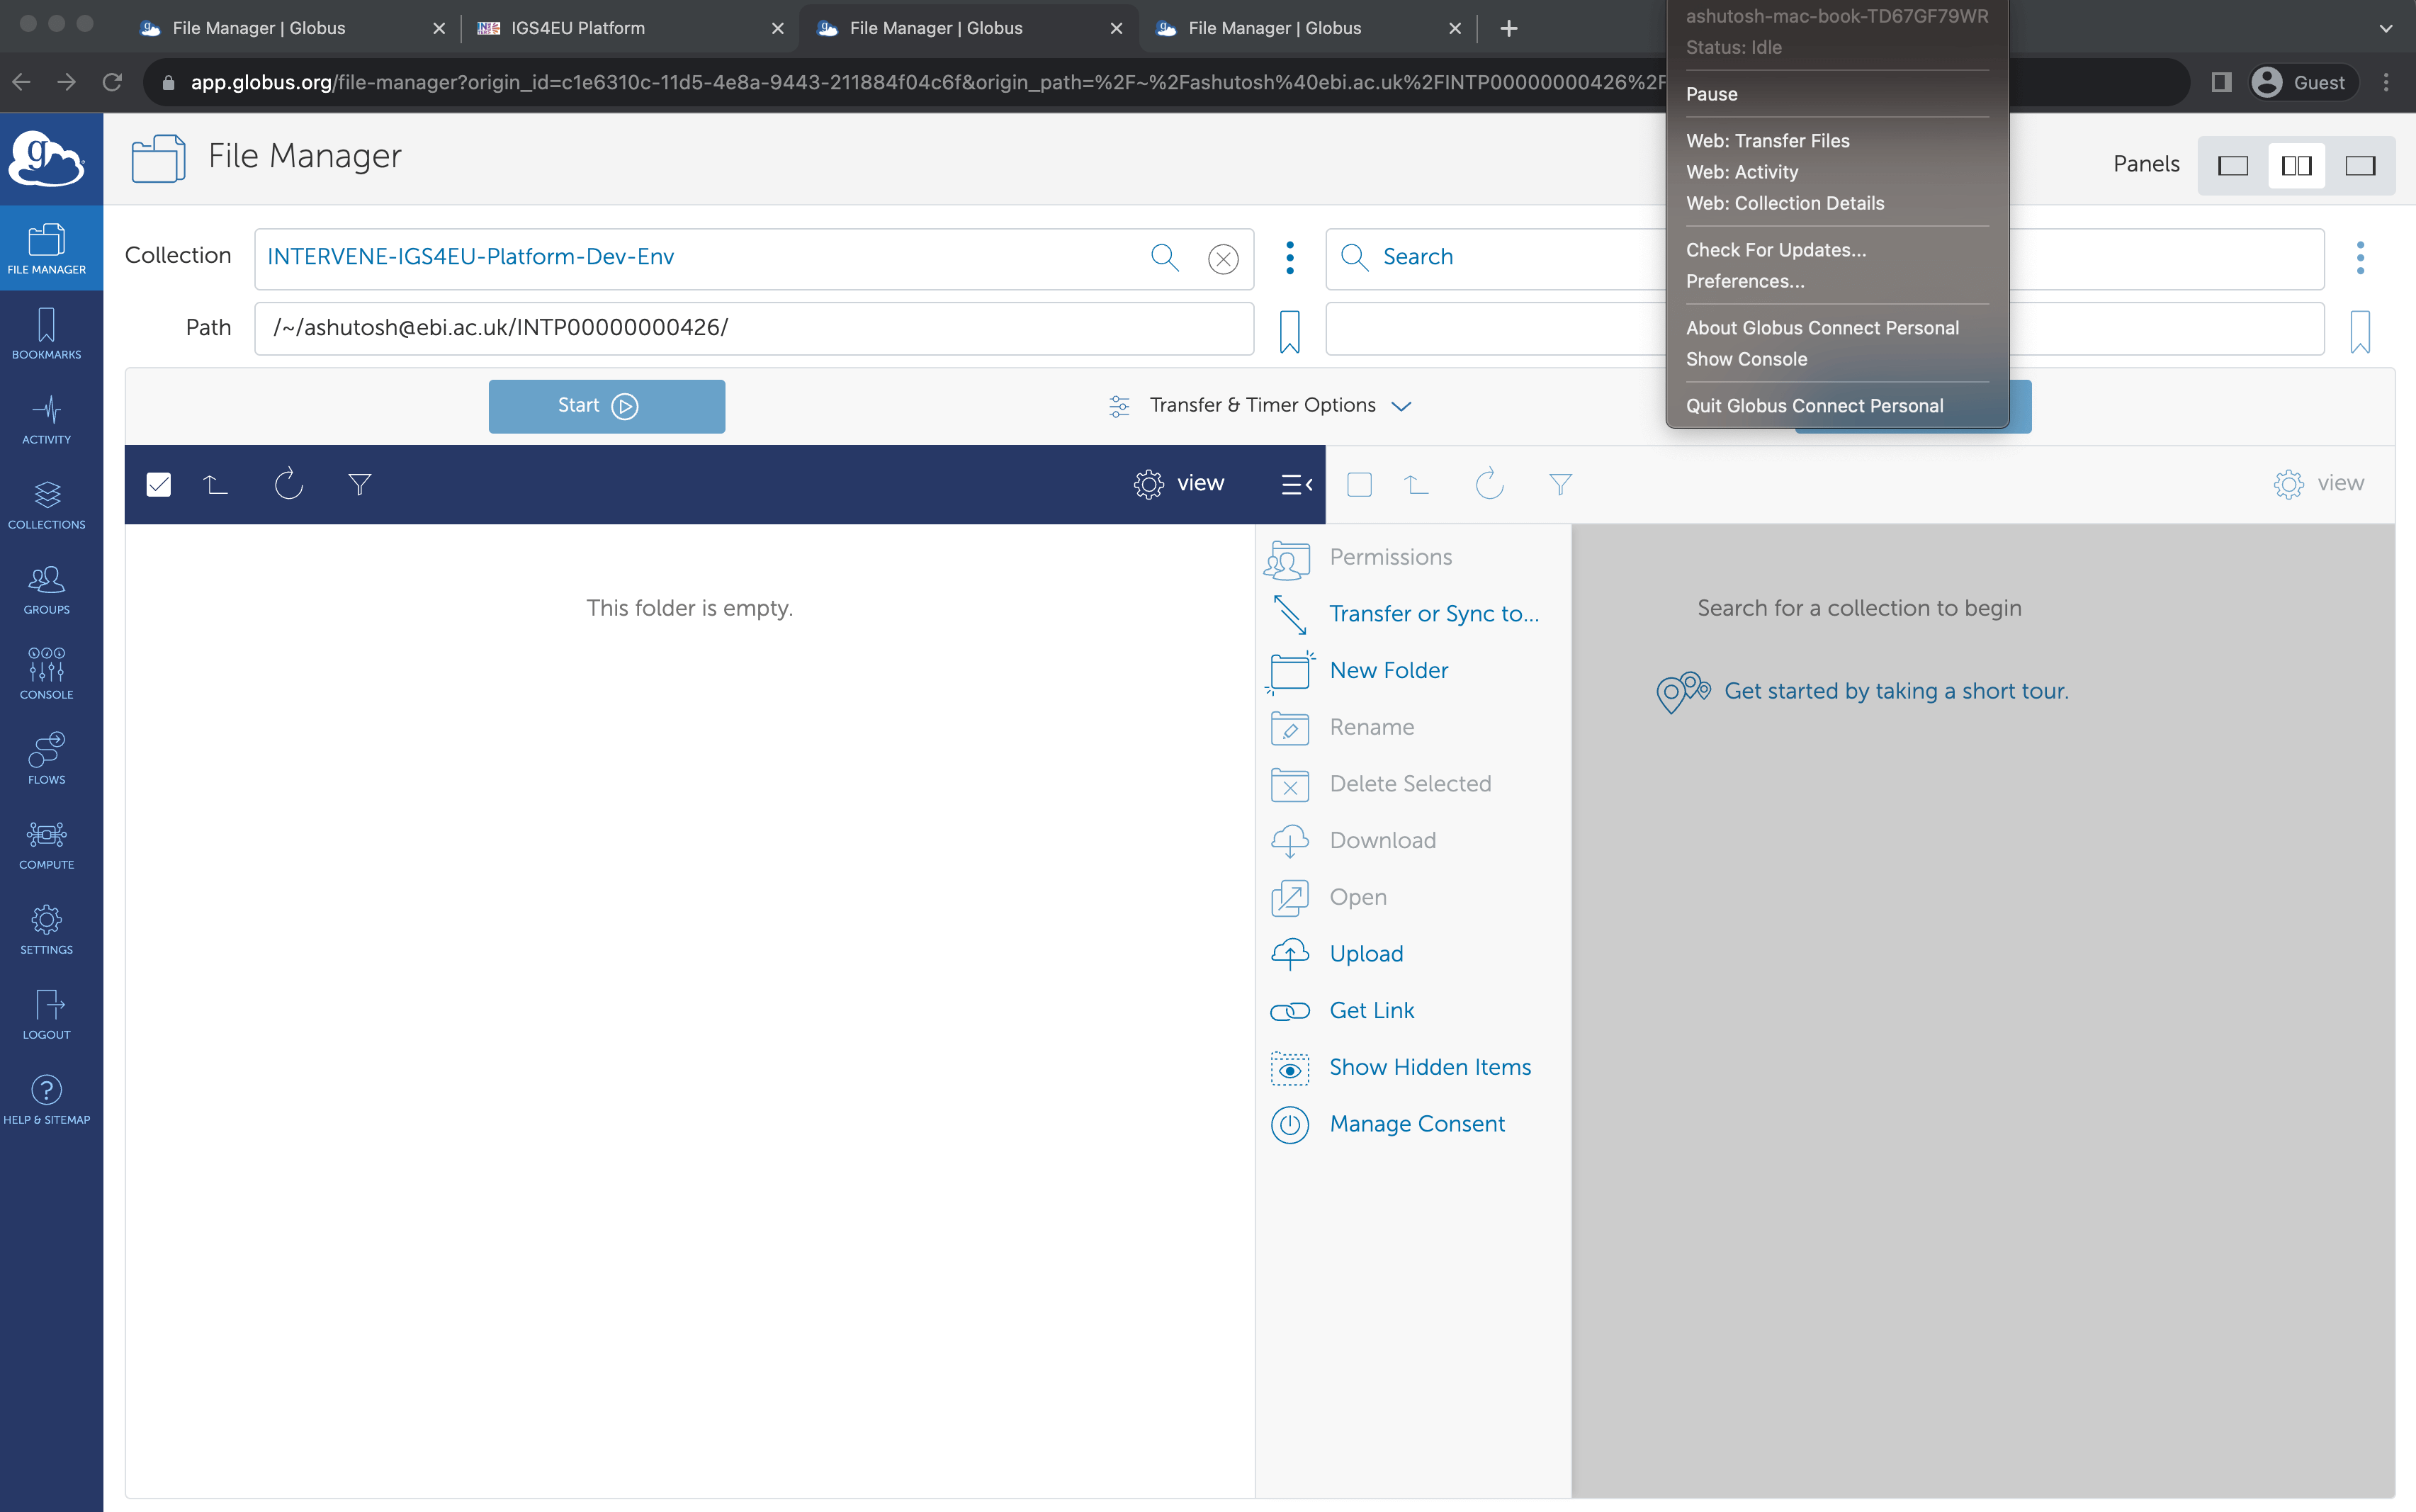 File Manager | Globus
IGS4EU Platform
File Manager | Globus
File Manager | Globus
app.globus.org/file-manager?origin_id=c1e6310c-11d5-4e8a-9443-211884f04c6f&origin_path=%2F~%2Fashutosh%40ebi.ac.uk%2FINTP00000000426%2F
Guest
ashutosh-mac-book-TD67GF79WR
Status: Idle
Pause
Web: Transfer Files
Web: Activity
Web: Collection Details
Check For Updates...
Preferences...
About Globus Connect Personal
Show Console
Quit Globus Connect Personal
g
File Manager
Panels
FILE MANAGER
BOOKMARKS
ACTIVITY
COLLECTIONS
GROUPS
CONSOLE
FLOWS
COMPUTE
SETTINGS
LOGOUT
HELP & SITEMAP
Collection
INTERVENE-IGS4EU-Platform-Dev-Env
Search
Path
/~/ashutosh@ebi.ac.uk/INTP00000000426/
Start
Transfer & Timer Options
view
view
This folder is empty.
Permissions
Transfer or Sync to...
New Folder
Rename
Delete Selected
Download
Open
Upload
Get Link
Show Hidden Items
Manage Consent
Search for a collection to begin
Get started by taking a short tour.